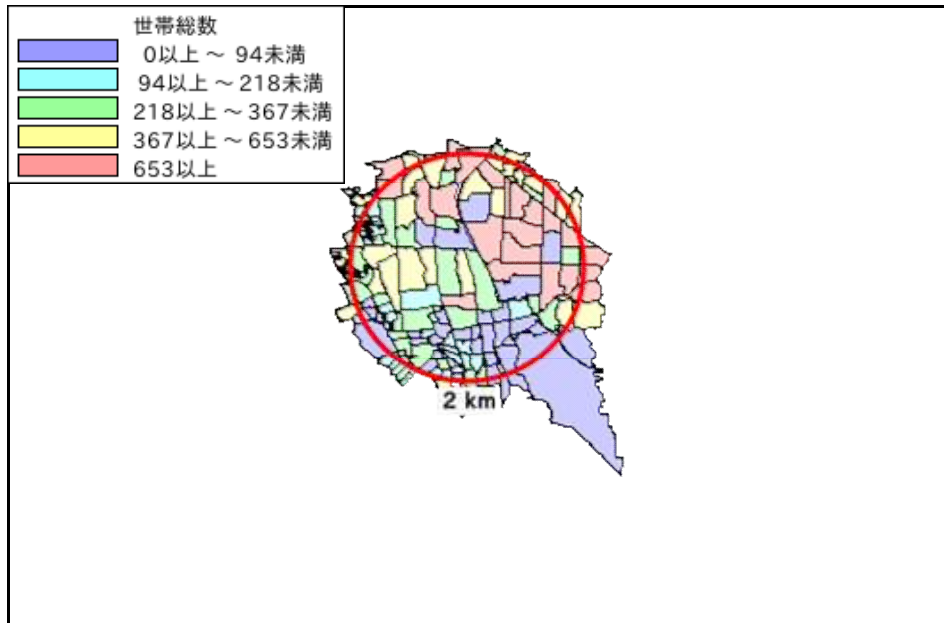 世帯総数
0以上 ～ 94未満
94以上 ～ 218未満
218以上 ～ 367未満
367以上 ～ 653未満
653以上
2 km